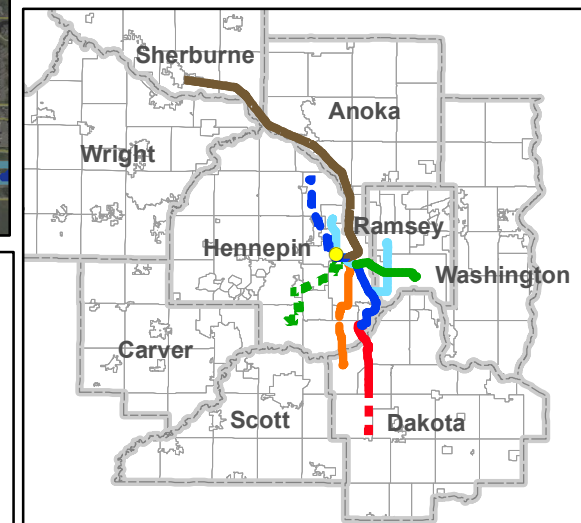 Sherburne
Anoka
Wright
Ramsey
Hennepin
Washington
Carver
Scott
Dakota